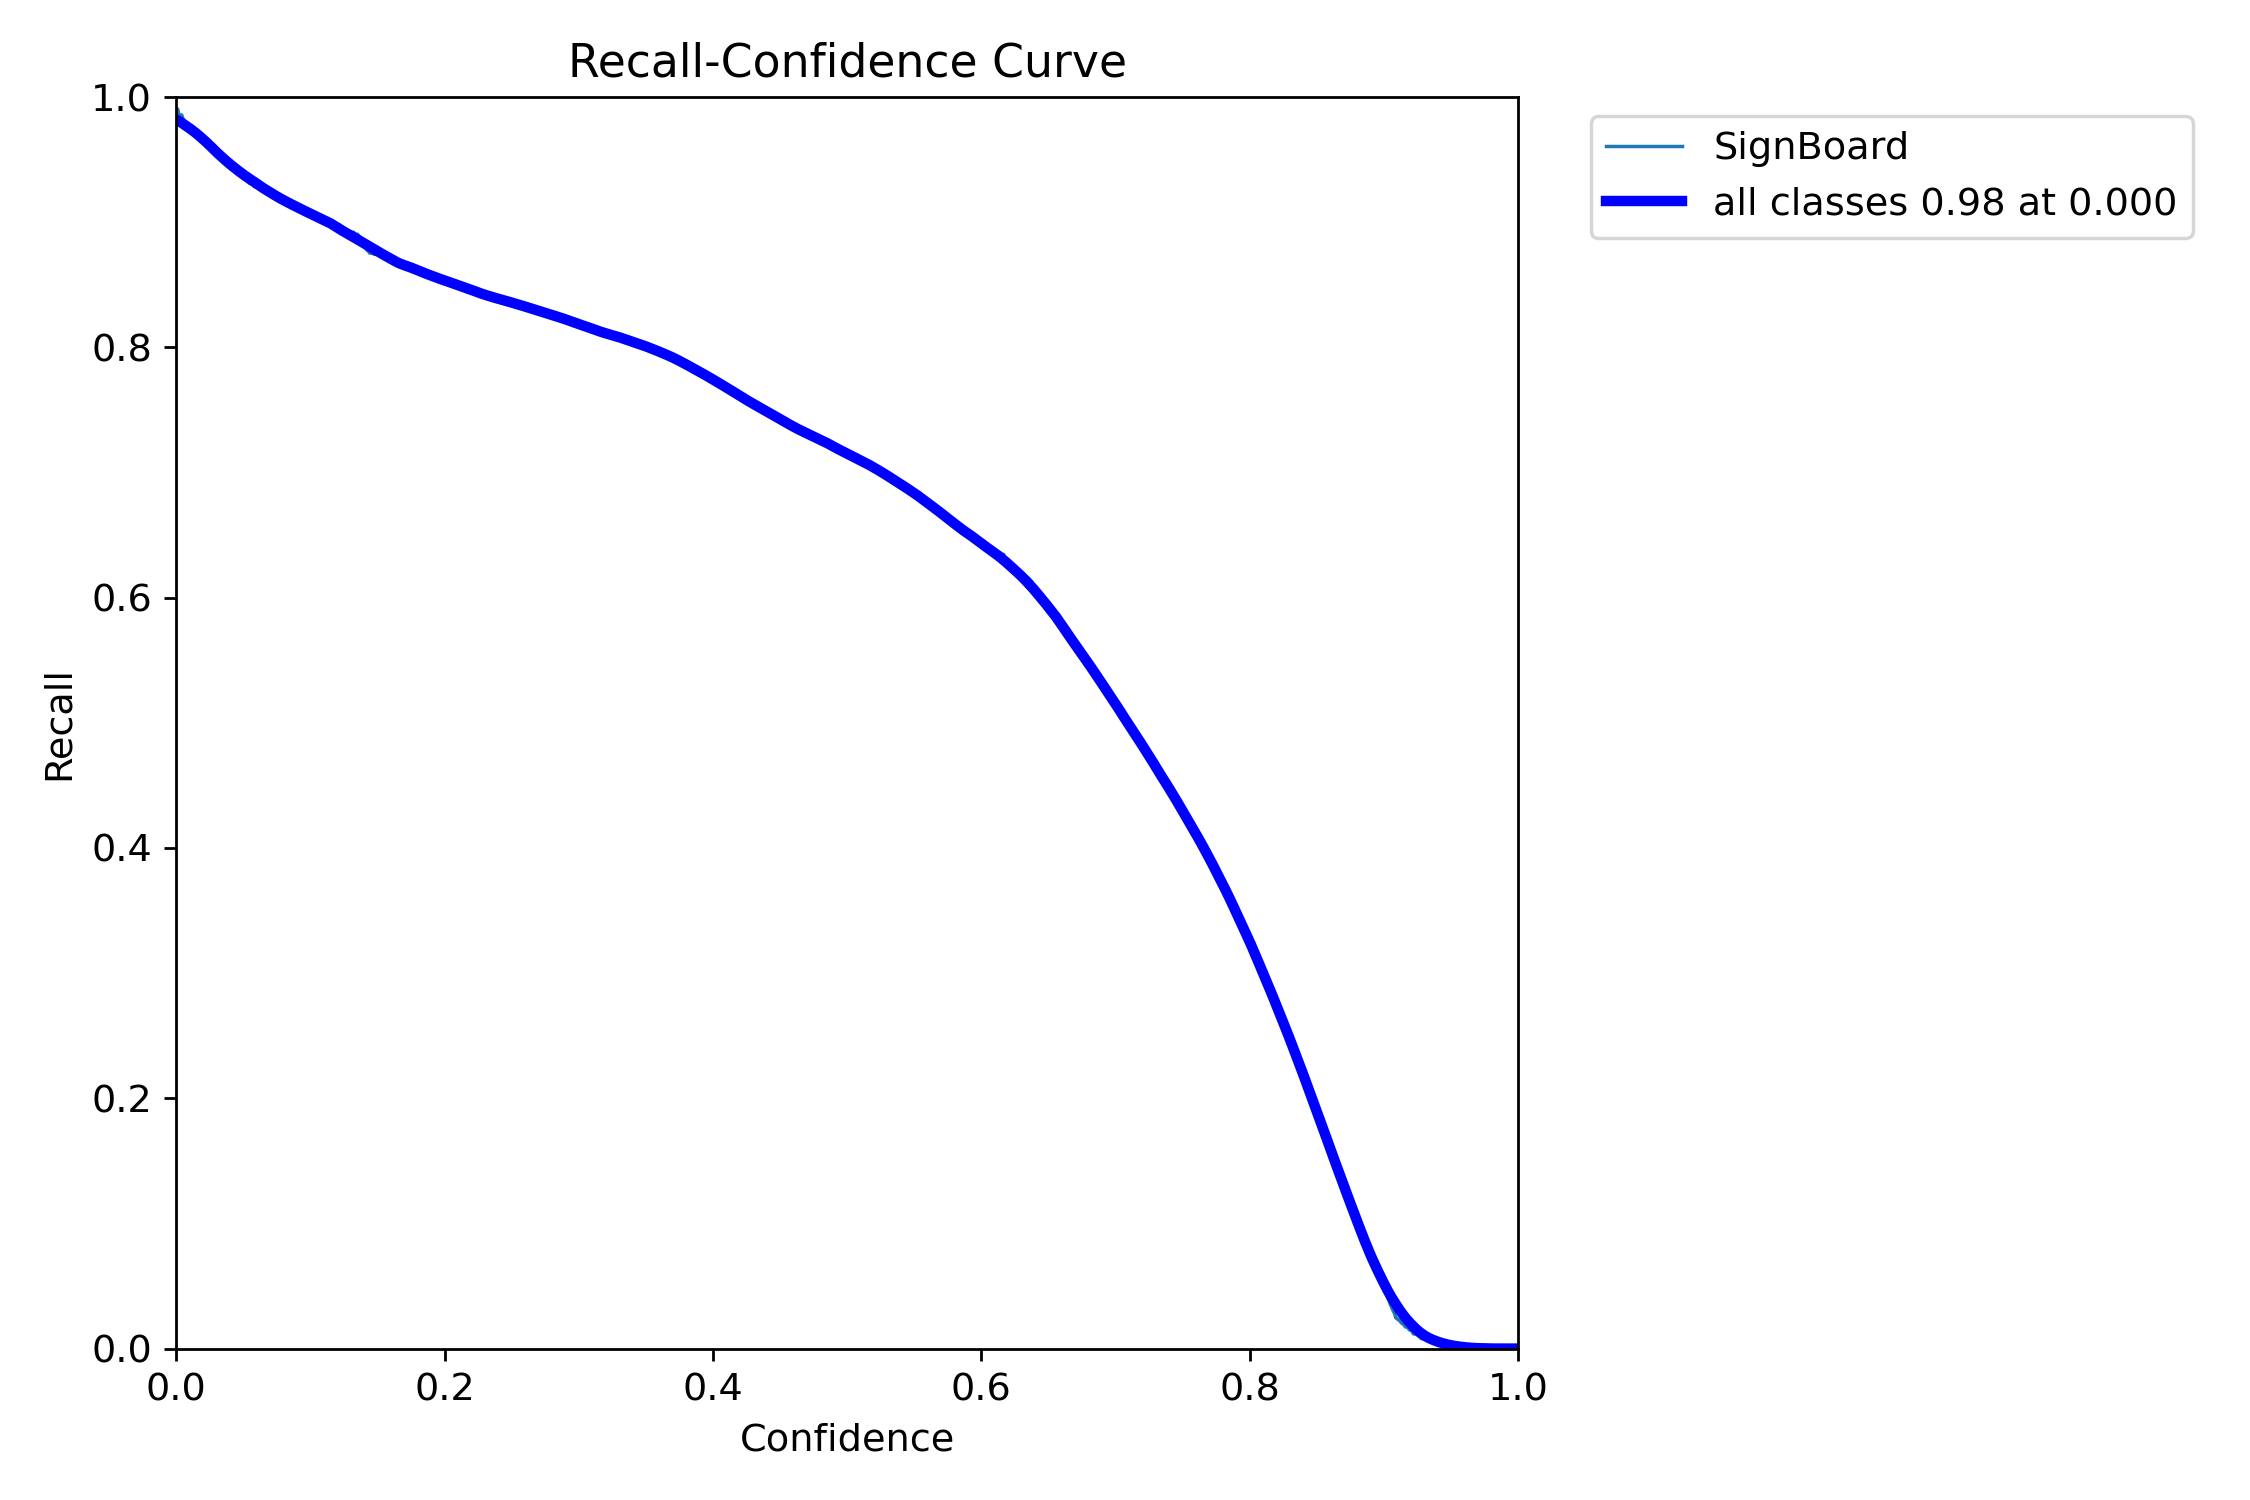 Recall-Confidence Curve
SignBoard
all classes 0.98 at 0.000
1.0
0.8
0.6
0.4
0.2
0.0
Recall
0.0 0.2 0.4 0.6 0.8 1.0
Confidence